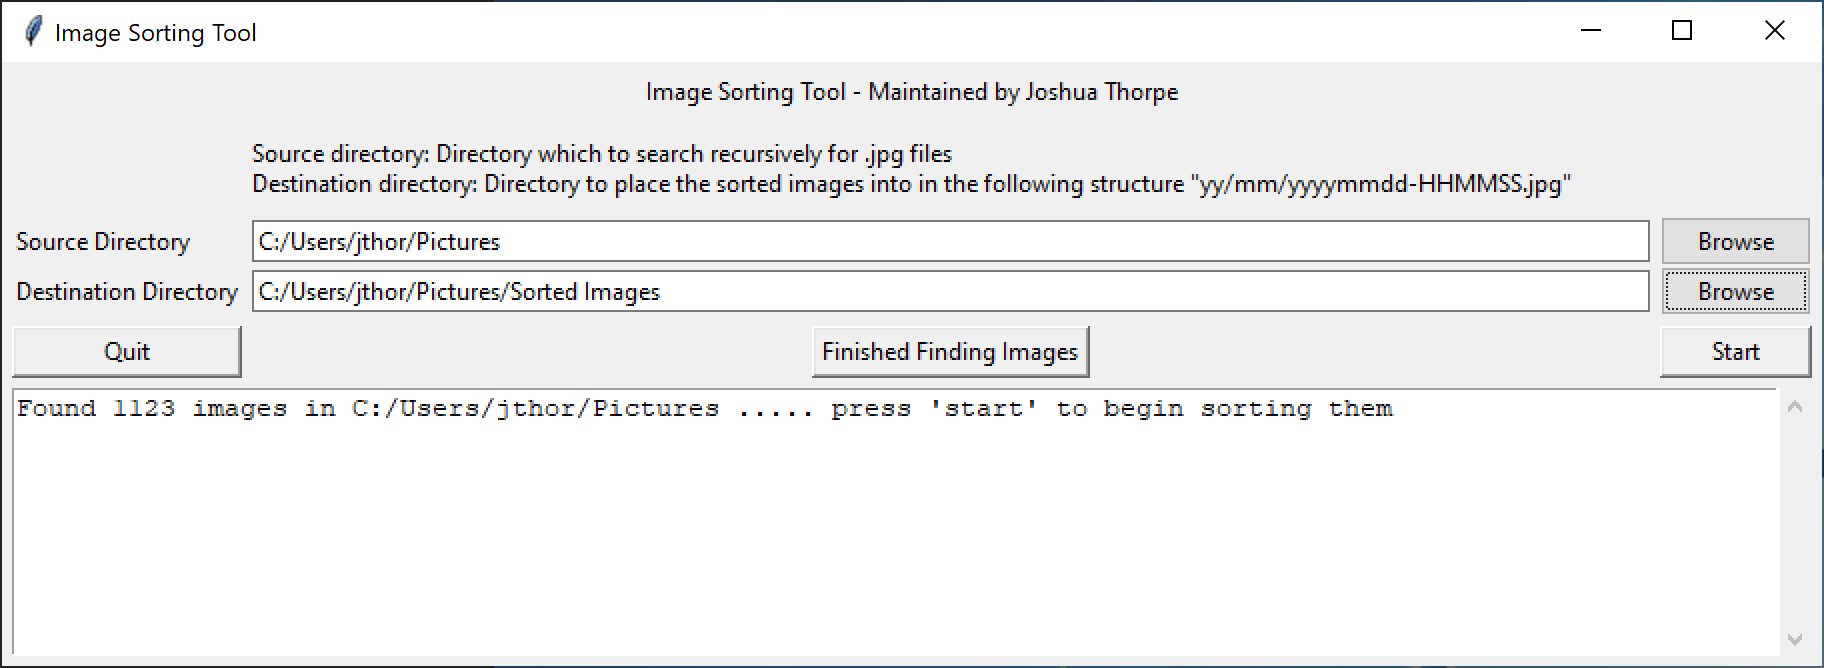 Image Sorting Tool
Image Sorting Tool - Maintained by Joshua Thorpe
Source directory: Directory which to search recursively for .jpg files
Destination directory: Directory to place the sorted images into in the following structure "yy/mm/yyyymmdd-HHMMSS.jpg"
Source Directory C:/Users/jthor/Pictures Browse
Destination Directory C:/Users/jthor/Pictures/Sorted Images Browse
Quit Finished Finding Images Start
Found 1123 images in C:/Users/jthor/Pictures ..... press 'start' to begin sorting them